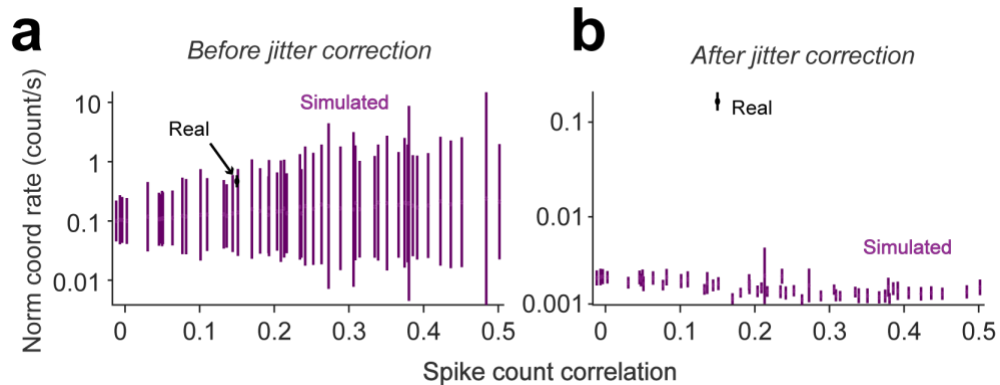 a
Before jitter correction
Norm coord rate (count/s)
10
1
0.1
0.01
Real
Simulated
0
0.1
0.2
0.3
0.4
0.5
b
After jitter correction
0.1
0.01
0.001
Real
Simulated
0
0.1
0.2
0.3
0.4
0.5
Spike count correlation